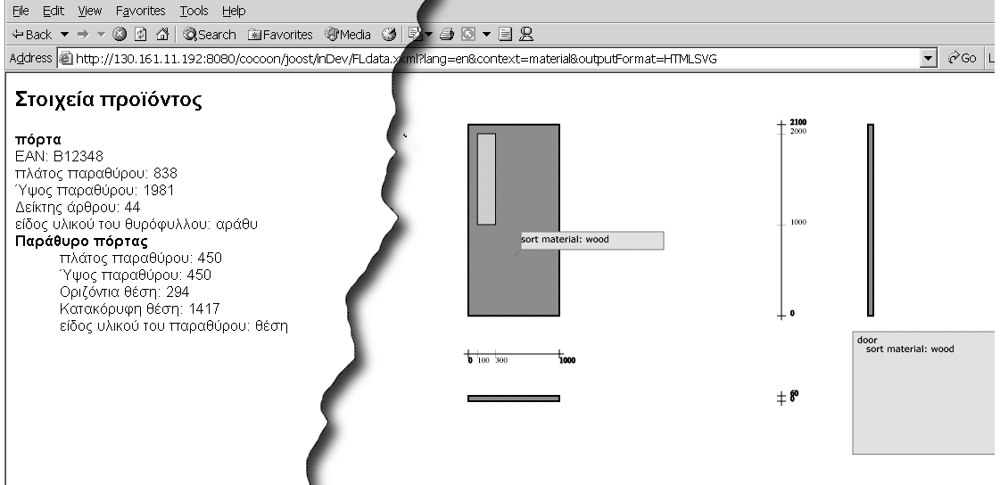 File Edit View Favorites Tools Help
Back Search Favorites Media
Address http://130.161.11.192:8080/cocoon/joost/inDev/FLdata.xxml?lang=en&context=material&outputFormat=HTMLSVG Go L
Στοιχεία προϊόντος
πόρτα
EAN: B12348
πλάτος παραθύρου: 838
Ύψος παραθύρου: 1981
Δείκτης άρθρου: 44
είδος υλικού του θυρόφυλλου: αράθυ
Παράθυρο πόρτας
πλάτος παραθύρου: 450
Ύψος παραθύρου: 450
Οριζόντια θέση: 294
Κατακόρυφη θέση: 1417
είδος υλικού του παραθύρου: θέση
2100
2000
1000
sort material: wood
0
door
sort material: wood
0 100 300 1000
60
0